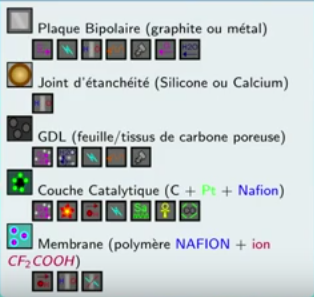 Plaque Bipolaire (graphite ou métal)
Joint d'étanchéité (Silicone ou Calcium)
GDL (feuille/tissus de carbone poreuse)
Couche Catalytique (C + Pt + Nafion)
Membrane (polymère NAFION + ion
CF₂COOH)